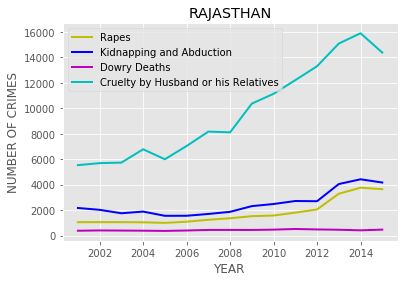 RAJASTHAN
Rapes
Kidnapping and Abduction
Dowry Deaths
Cruelty by Husband or his Relatives
16000
14000
12000
10000
8000
6000
4000
2000
0
NUMBER OF CRIMES
2002 2004 2006 2008 2010 2012 2014
YEAR